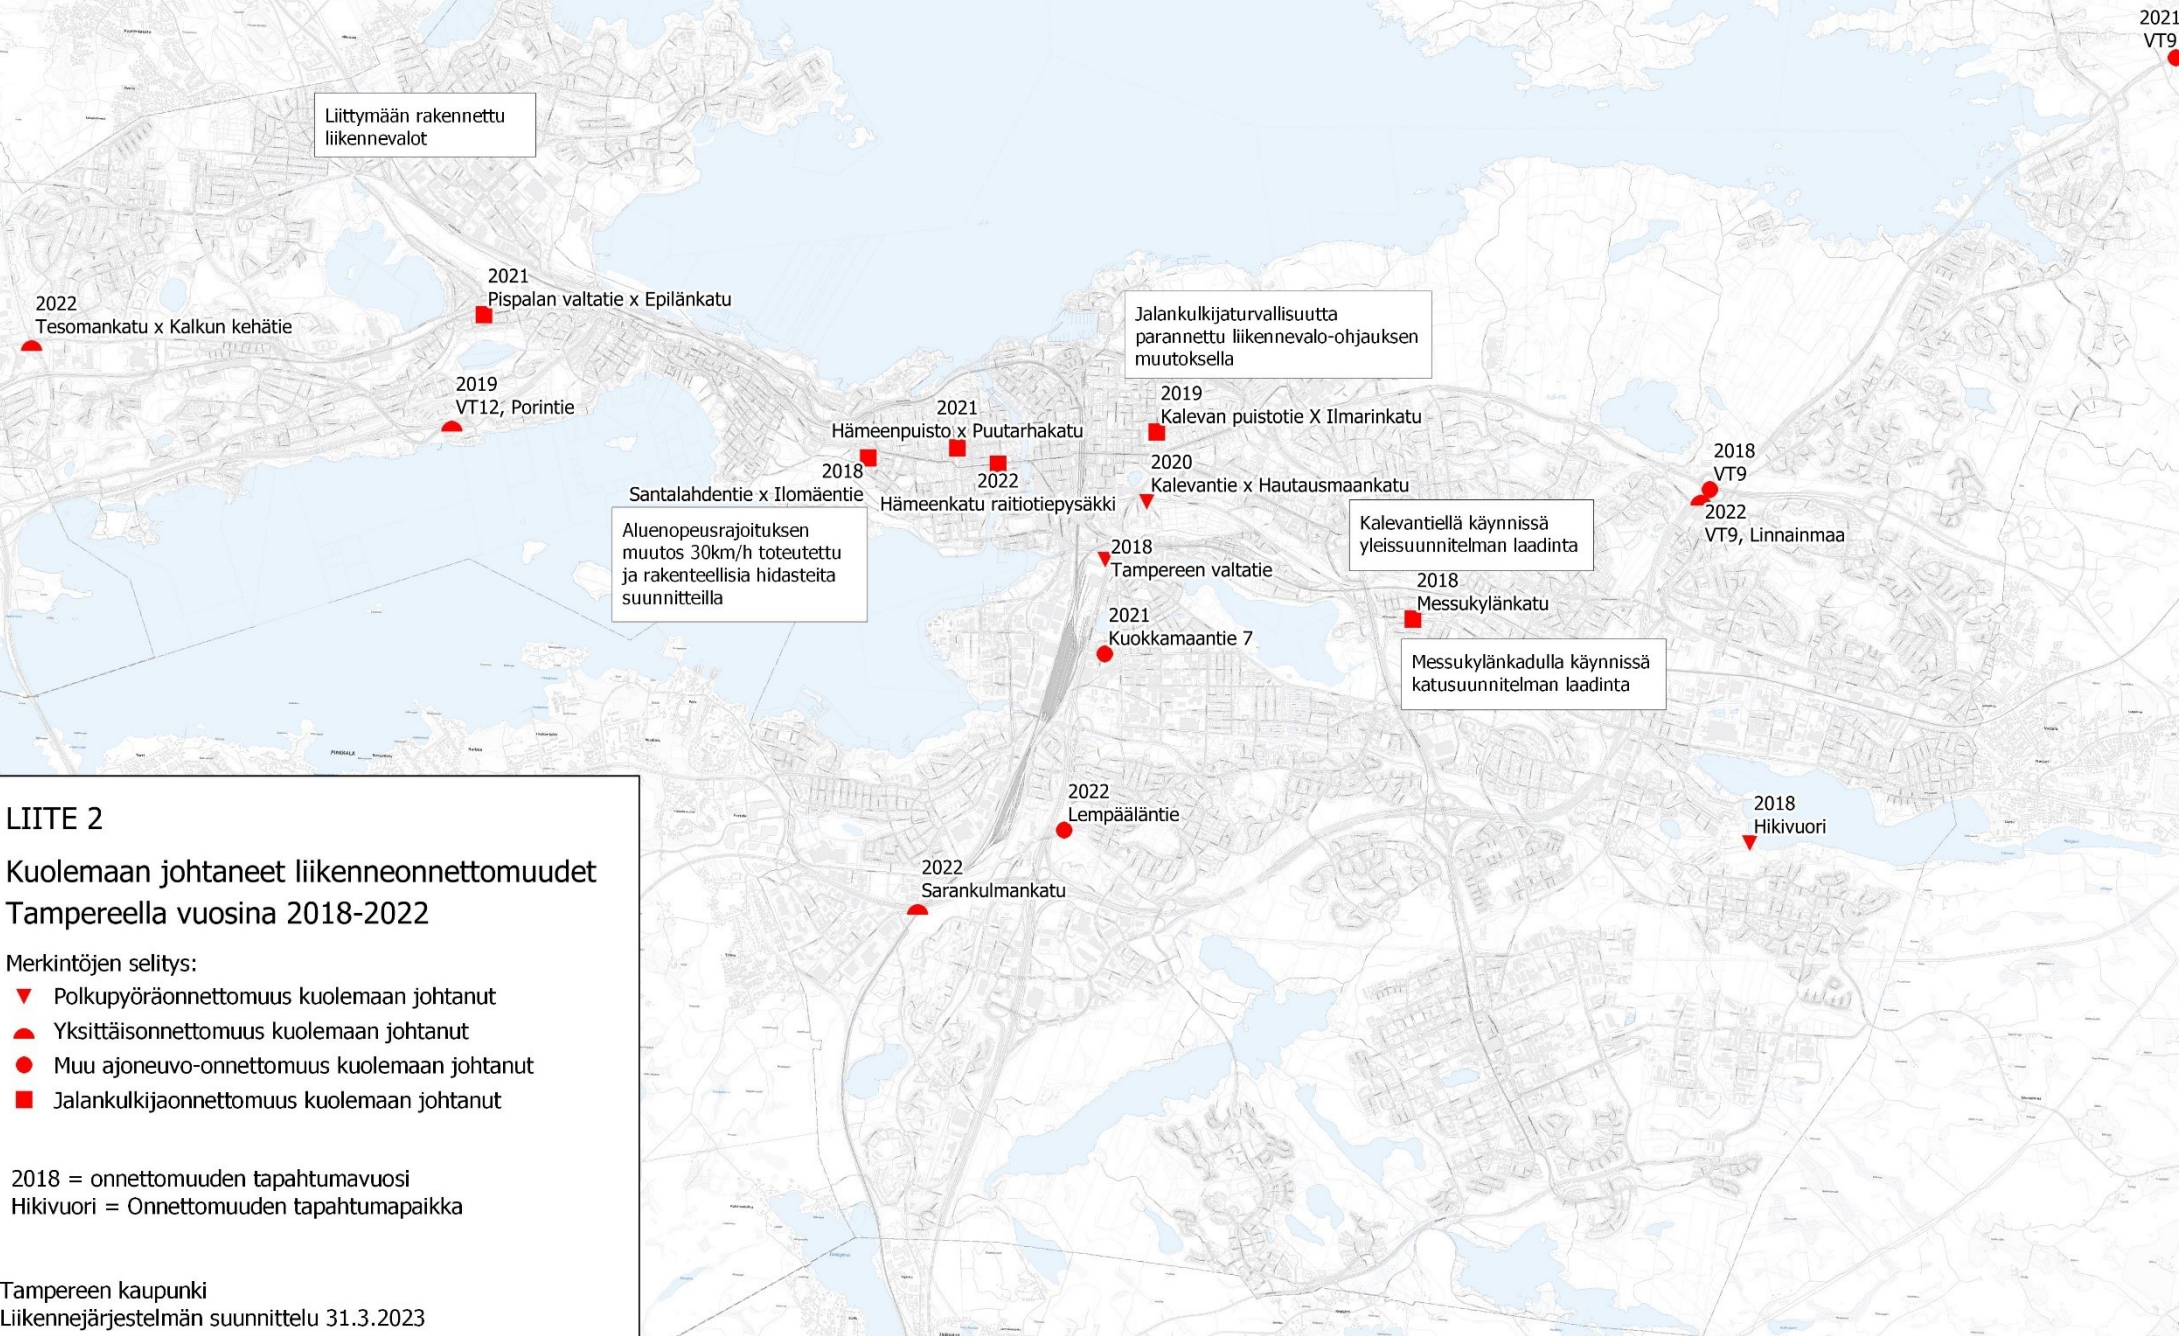 2021
VT9
Liittymään rakennettu
liikennevalot
2021
Pispalan valtatie x Epilänkatu
2022
Tesomankatu x Kalkun kehätie
2019
VT12, Porintie
Jalankulkijaturvallisuutta
parannettu liikennevalo-ohjauksen
muutoksella
2019
Kalevan puistotie X Ilmarinkatu
2021
Hämeenpuisto x Puutarhakatu
2018
Santalahdentie x Ilomäentie
2022
Hämeenkatu raitiotiepysäkki
2020
Kalevantie x Hautausmaankatu
2018
VT9
2022
VT9, Linnainmaa
Aluenopeusrajoituksen
muutos 30km/h toteutettu
ja rakenteellisia hidasteita
suunnitteilla
Kalevantiellä käynnissä
yleissuunnitelman laadinta
2018
Tampereen valtatie
2018
Messukylänkatu
2021
Kuokkamaantie 7
Messukylänkadulla käynnissä
katusuunnitelman laadinta
PIRKKALA
2022
Lempääläntie
2018
Hikivuori
2022
Sarankulmankatu
LIITE 2
Kuolemaan johtaneet liikenneonnettomuudet
Tampereella vuosina 2018-2022
Merkintöjen selitys:
Polkupyöräonnettomuus kuolemaan johtanut
Yksittäisonnettomuus kuolemaan johtanut
Muu ajoneuvo-onnettomuus kuolemaan johtanut
Jalankulkijaonnettomuus kuolemaan johtanut
2018 = onnettomuuden tapahtumavuosi
Hikivuori = Onnettomuuden tapahtumapaikka
Tampereen kaupunki
Liikennejärjestelmän suunnittelu 31.3.2023